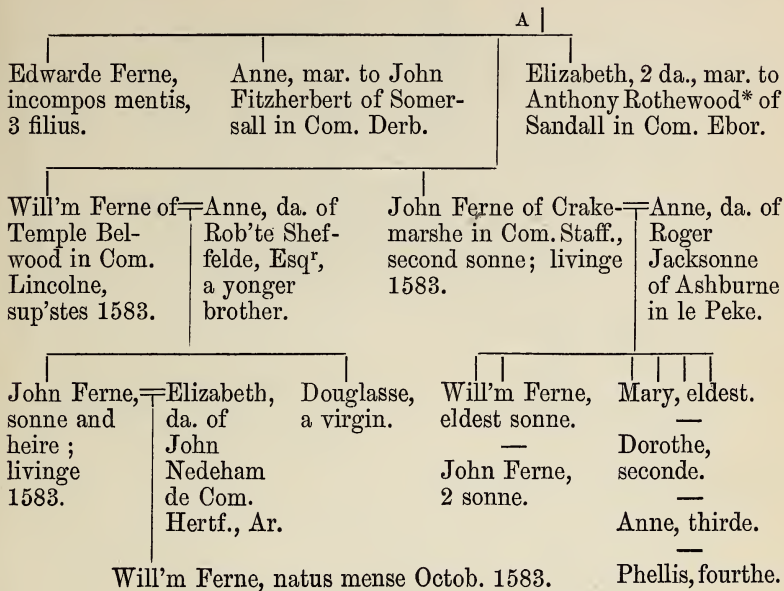 A
Edwarde Ferne,
incompos mentis,
3 filius.
Anne, mar. to John
Fitzherbert of Somer-
sall in Com. Derb.
Elizabeth, 2 da., mar. to
Anthony Rothewood* of
Sandall in Com. Ebor.
Will'm Ferne of
Temple Bel-
wood in Com.
Lincolne,
sup'stes 1583.
Anne, da. of
Rob'te Shef-
felde, Esqʳ,
a yonger
brother.
John Ferne of Crake-
marshe in Com. Staff.,
second sonne; livinge
1583.
Anne, da. of
Roger
Jacksonne
of Ashburne
in le Peke.
John Ferne,
sonne and
heire ;
livinge
1583.
Elizabeth,
da. of
John
Nedeham
de Com.
Hertf., Ar.
Douglasse,
a virgin.
Will'm Ferne,
eldest sonne.
—
John Ferne,
2 sonne.
Mary, eldest.
—
Dorothe,
seconde.
—
Anne, thirde.
—
Phellis, fourthe.
Will'm Ferne, natus mense Octob. 1583.